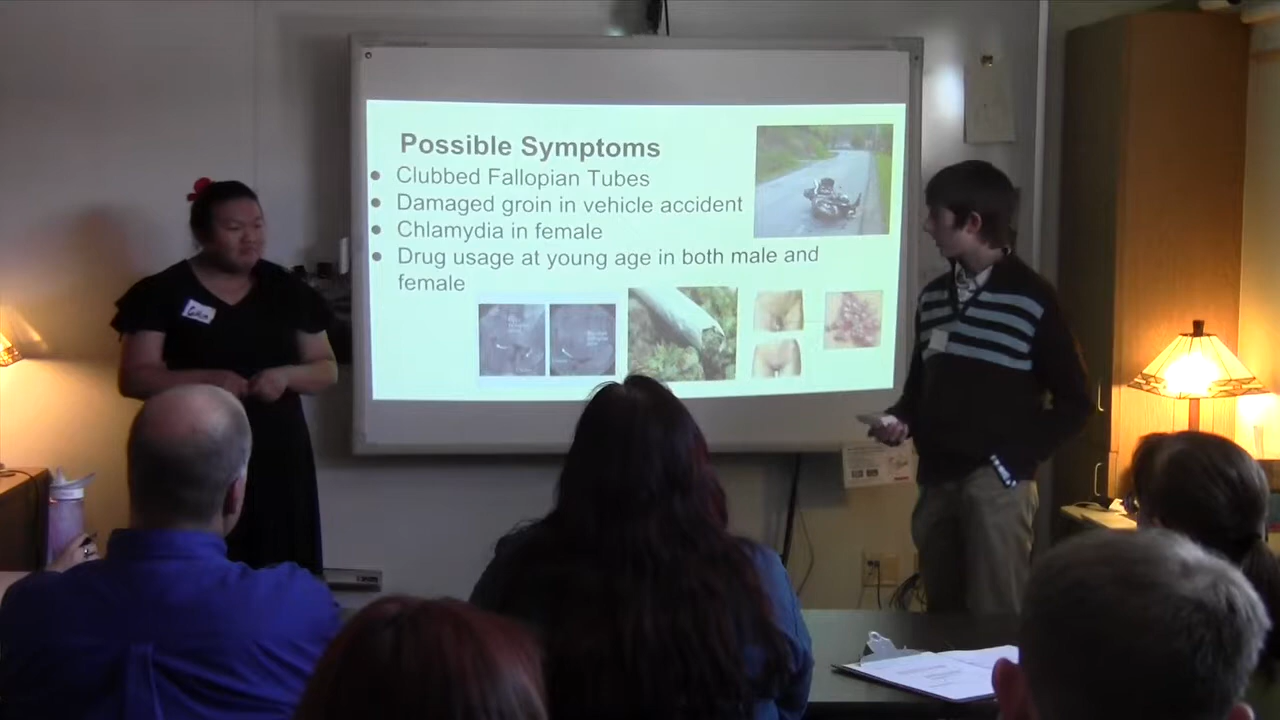 Possible Symptoms
• Clubbed Fallopian Tubes
• Damaged groin in vehicle accident
• Chlamydia in female
• Drug usage at young age in both male and
female